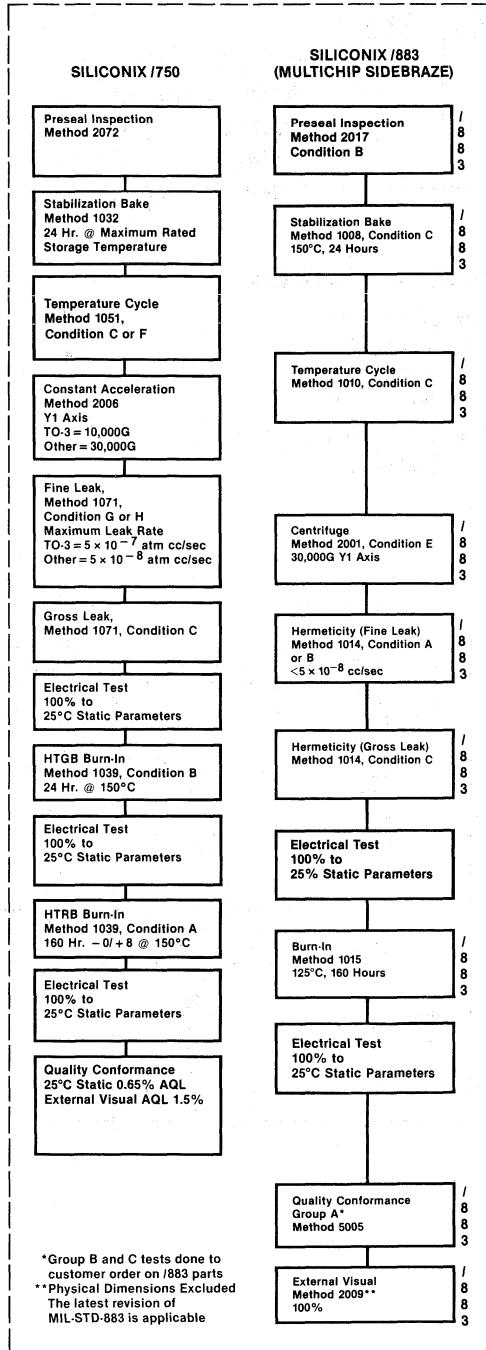 SILICONIX /750
Preseal Inspection
Method 2072
Stabilization Bake
Method 1032
24 Hr. @ Maximum Rated
Storage Temperature
Temperature Cycle
Method 1051,
Condition C or F
Constant Acceleration
Method 2006
Y1 Axis
TO-3 = 10,000G
Other = 30,000G
Fine Leak,
Method 1071,
Condition G or H
Maximum Leak Rate
TO-3 = 5 × 10⁻⁷ atm cc/sec
Other = 5 × 10⁻⁸ atm cc/sec
Gross Leak,
Method 1071, Condition C
Electrical Test
100% to
25°C Static Parameters
HTGB Burn-In
Method 1039, Condition B
24 Hr. @ 150°C
Electrical Test
100% to
25°C Static Parameters
HTRB Burn-In
Method 1039, Condition A
160 Hr. −0/+8 @ 150°C
Electrical Test
100% to
25°C Static Parameters
Quality Conformance
25°C Static 0.65% AQL
External Visual AQL 1.5%
*Group B and C tests done to
customer order on /883 parts
**Physical Dimensions Excluded
The latest revision of
MIL-STD-883 is applicable
SILICONIX /883
(MULTICHIP SIDEBRAZE)
Preseal Inspection
Method 2017
Condition B
/
8
8
3
Stabilization Bake
Method 1008, Condition C
150°C, 24 Hours
/
8
8
3
Temperature Cycle
Method 1010, Condition C
/
8
8
3
Centrifuge
Method 2001, Condition E
30,000G Y1 Axis
/
8
8
3
Hermeticity (Fine Leak)
Method 1014, Condition A
or B
<5 × 10⁻⁸ cc/sec
/
8
8
3
Hermeticity (Gross Leak)
Method 1014, Condition C
/
8
8
3
Electrical Test
100% to
25% Static Parameters
Burn-In
Method 1015
125°C, 160 Hours
/
8
8
3
Electrical Test
100% to
25°C Static Parameters
Quality Conformance
Group A*
Method 5005
/
8
8
3
External Visual
Method 2009**
100%
/
8
8
3